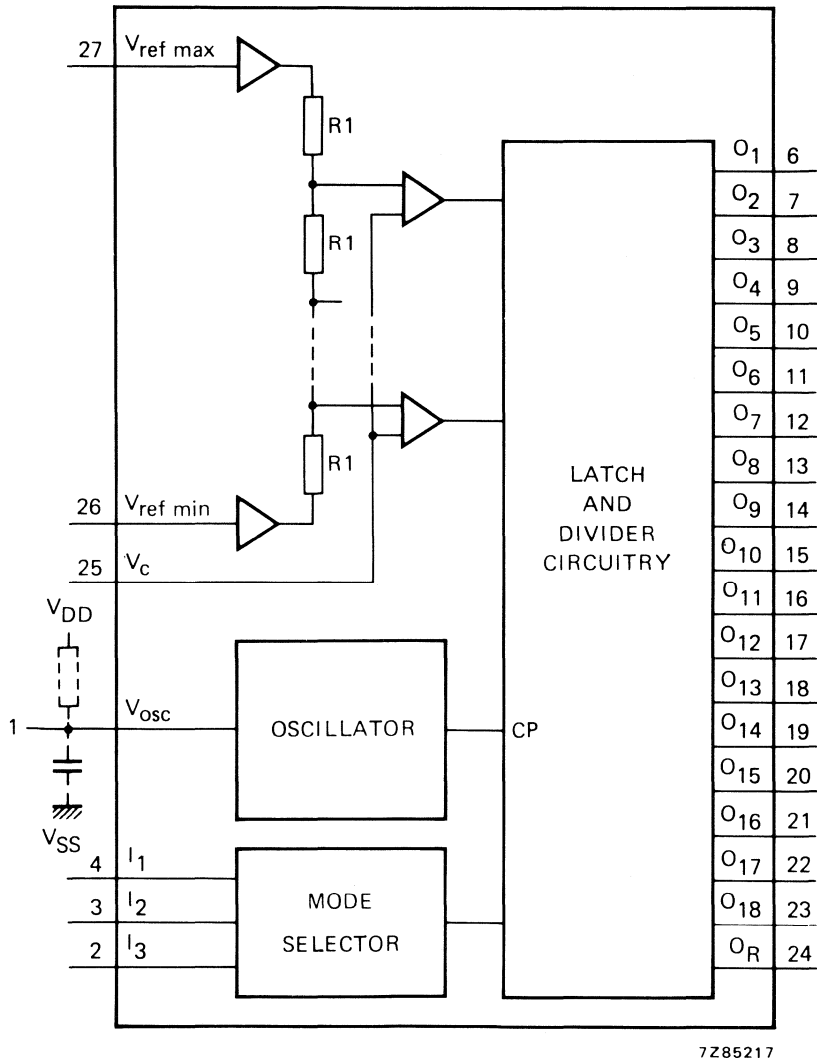 27 Vref max
R1
R1
R1
26 Vref min
25 Vc
VDD
1 Vosc
VSS
4 I1
3 I2
2 I3
OSCILLATOR
MODE
SELECTOR
CP
LATCH
AND
DIVIDER
CIRCUITRY
O1 6
O2 7
O3 8
O4 9
O5 10
O6 11
O7 12
O8 13
O9 14
O10 15
O11 16
O12 17
O13 18
O14 19
O15 20
O16 21
O17 22
O18 23
OR 24
7Z85217